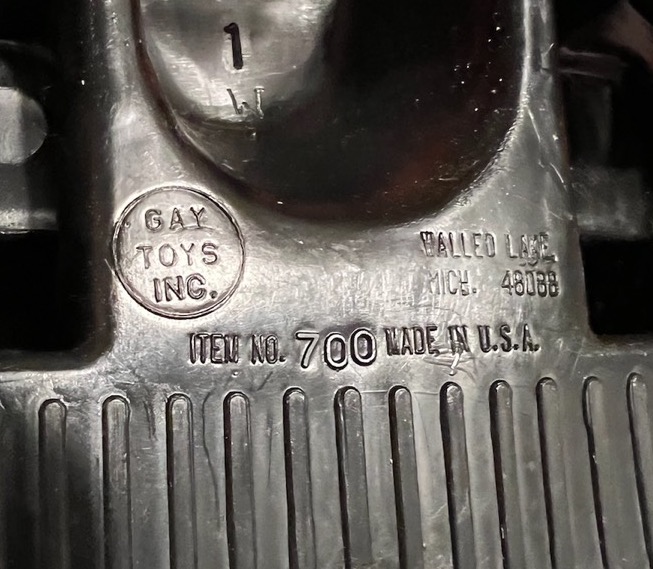 1
W
GAY
TOYS
INC.
WALLED LAKE
MICH. 48088
ITEM NO. 700 MADE IN U.S.A.